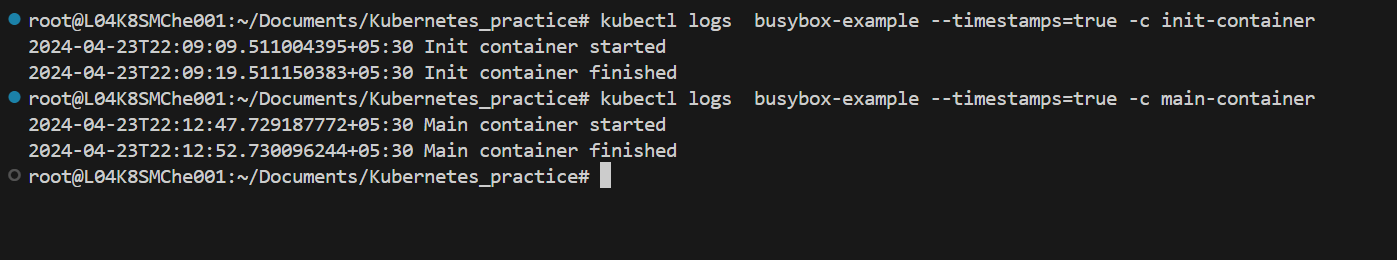 root@L04K8SMChe001:~/Documents/Kubernetes_practice# kubectl logs  busybox-example --timestamps=true -c init-container
2024-04-23T22:09:09.511004395+05:30 Init container started
2024-04-23T22:09:19.511150383+05:30 Init container finished
root@L04K8SMChe001:~/Documents/Kubernetes_practice# kubectl logs  busybox-example --timestamps=true -c main-container
2024-04-23T22:12:47.729187772+05:30 Main container started
2024-04-23T22:12:52.730096244+05:30 Main container finished
root@L04K8SMChe001:~/Documents/Kubernetes_practice#